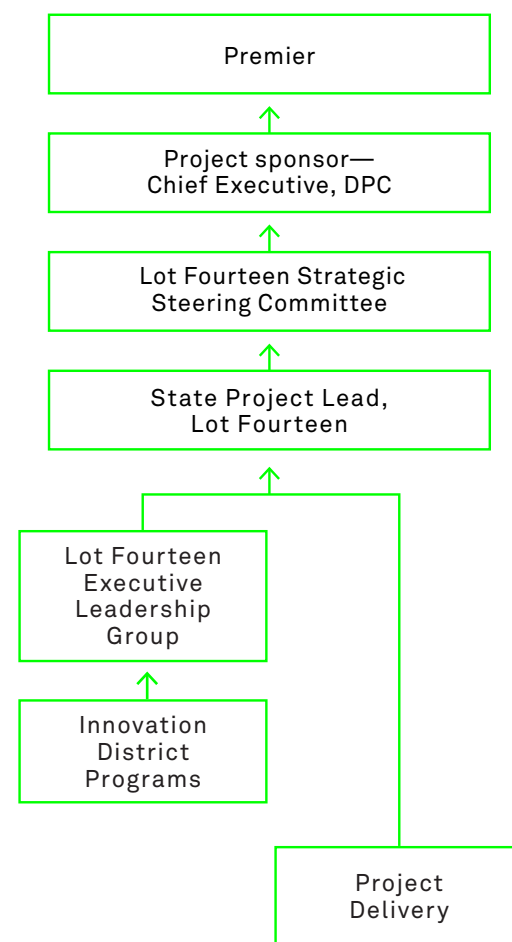 Premier
Project sponsor—
Chief Executive, DPC
Lot Fourteen Strategic
Steering Committee
State Project Lead,
Lot Fourteen
Lot Fourteen
Executive
Leadership
Group
Innovation
District
Programs
Project
Delivery